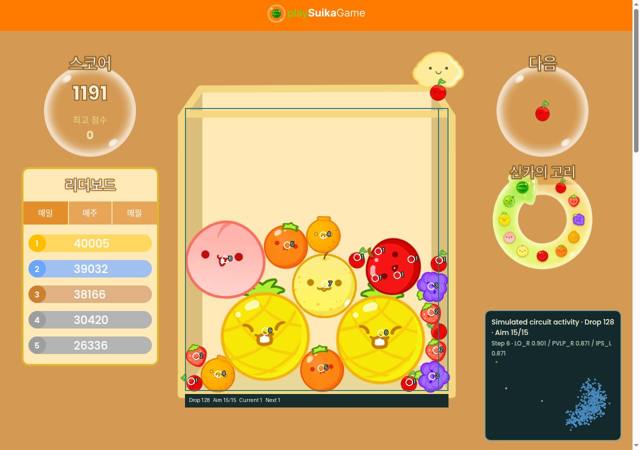 playSuikaGame
스코어
1191
최고 점수
0
다음
신카의 고리
리더보드
매일
매주
매월
1 40005
2 39032
3 38166
4 30420
5 26336
Simulated circuit activity · Drop 128
· Aim 15/15
Step 6 · LO_R 0.901 / PVLP_R 0.871 / IPS_L
0.871
Drop 128 Aim 15/15 Current 1 Next 1